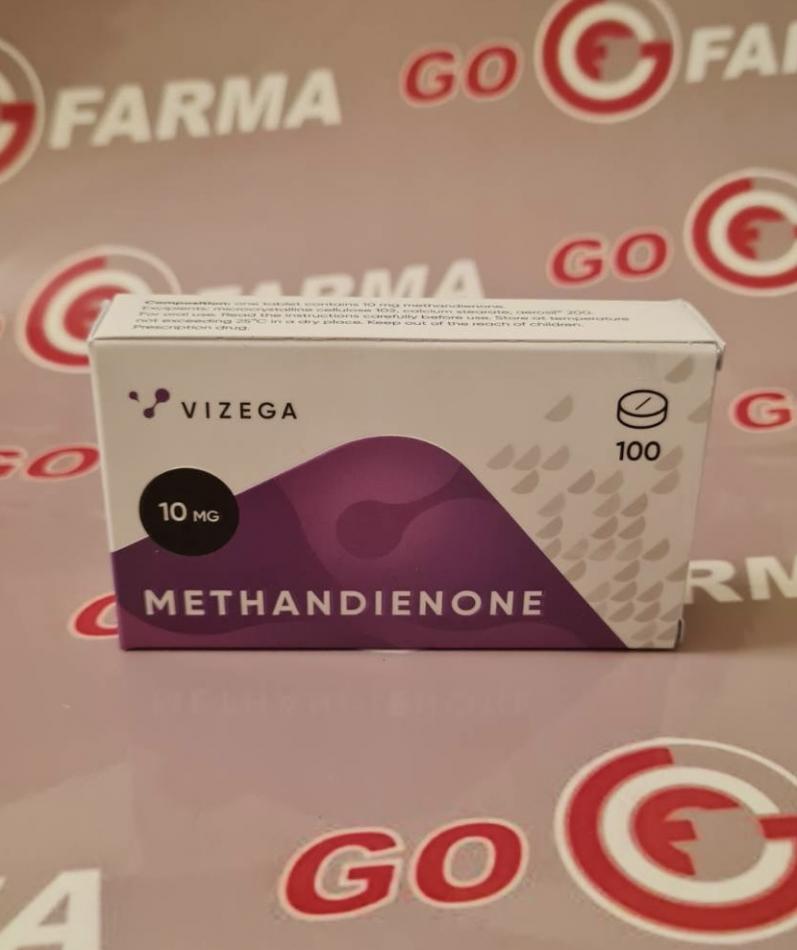 FARMA
GO
FA
GO
FARMA
Composition: one tablet contains 10 mg methandienone.
Excipients: microcrystalline cellulose 102, calcium stearate, aerosil® 200.
For oral use. Read the instructions carefully before use. Store at temperature
not exceeding 25°C in a dry place. Keep out of the reach of children.
Prescription drug.
VIZEGA
100
10 MG
METHANDIENONE
GO
RM
GO
A